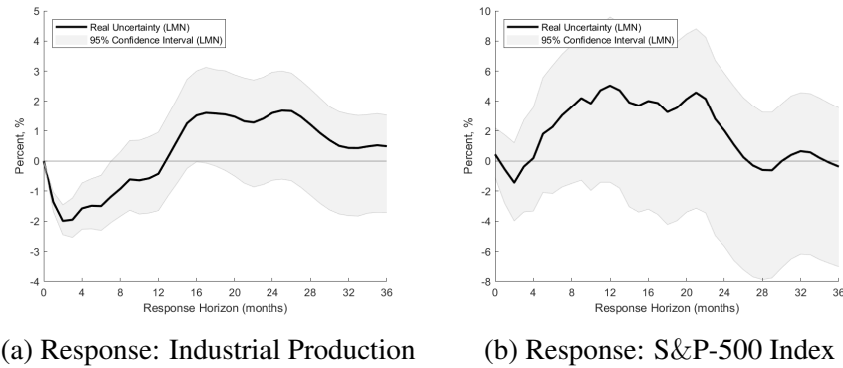 Real Uncertainty (LMN)
95% Confidence Interval (LMN)
Percent, %
5
4
3
2
1
0
-1
-2
-3
-4
0 4 8 12 16 20 24 28 32 36
Response Horizon (months)
(a) Response: Industrial Production
Real Uncertainty (LMN)
95% Confidence Interval (LMN)
Percent, %
10
8
6
4
2
0
-2
-4
-6
-8
0 4 8 12 16 20 24 28 32 36
Response Horizon (months)
(b) Response: S&P-500 Index